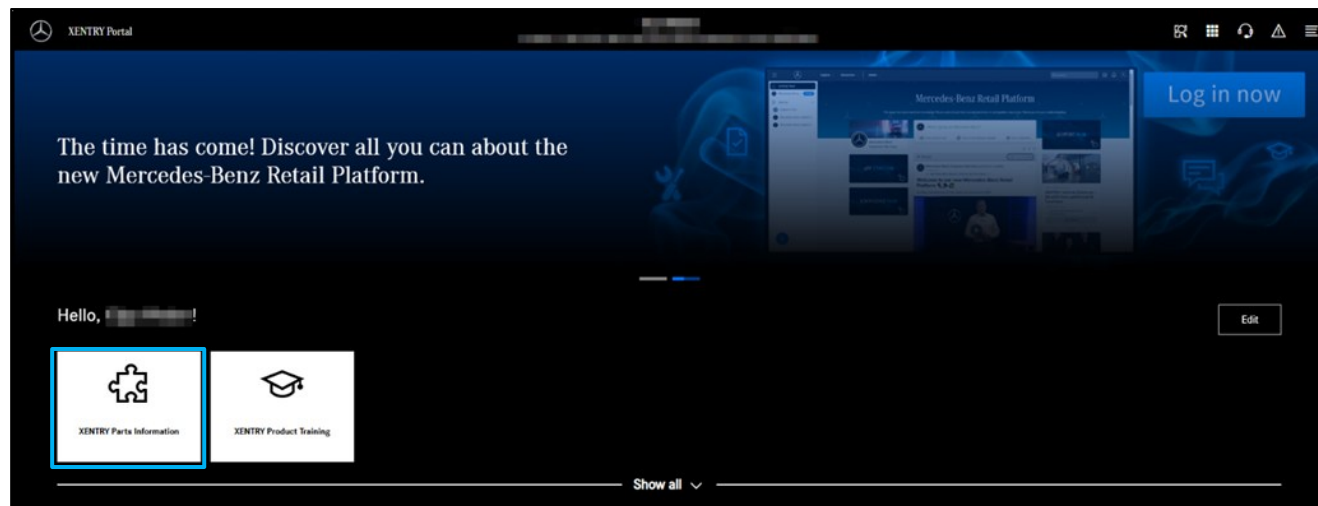 XENTRY Portal
Mercedes-Benz Retail Platform
Log in now
The time has come! Discover all you can about the
new Mercedes-Benz Retail Platform.
Hello, !
Edit
XENTRY Parts Information
XENTRY Product Training
Show all